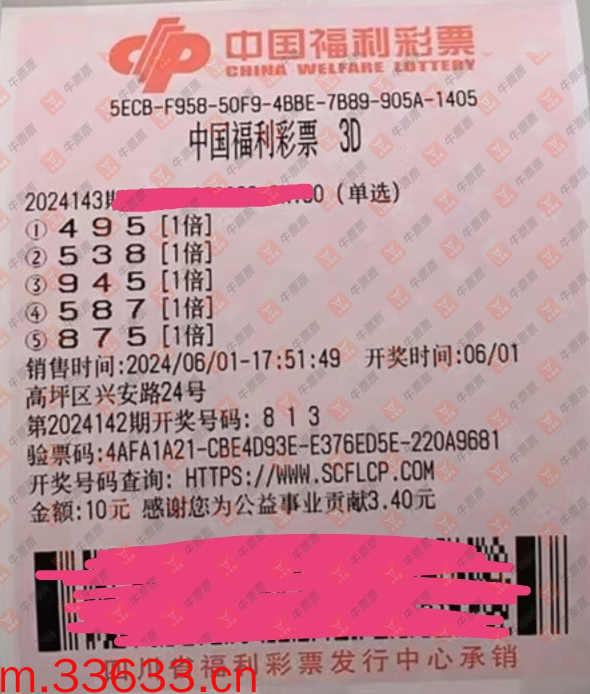 中国福利彩票
CHINA WELFARE LOTTERY
5ECB-F958-50F9-4BBE-7B89-905A-1405
中国福利彩票 3D
2024143期 0 (单选)
① 4 9 5 [1倍]
② 5 3 8 [1倍]
③ 9 4 5 [1倍]
④ 5 8 7 [1倍]
⑤ 8 7 5 [1倍]
销售时间:2024/06/01-17:51:49 开奖时间:06/01
高坪区兴安路24号
第2024142期开奖号码: 8 1 3
验票码:4AFA1A21-CBE4D93E-E376ED5E-220A9681
开奖号码查询: HTTPS://WWW.SCFLCP.COM
金额:10元 感谢您为公益事业贡献3.40元
川省福利彩票发行中心承销
m.33633.cn